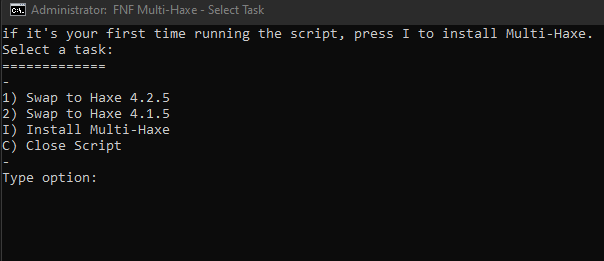 Administrator:  FNF Multi-Haxe - Select Task
if it's your first time running the script, press I to install Multi-Haxe.
Select a task:
=============
-
1) Swap to Haxe 4.2.5
2) Swap to Haxe 4.1.5
I) Install Multi-Haxe
C) Close Script
-
Type option: